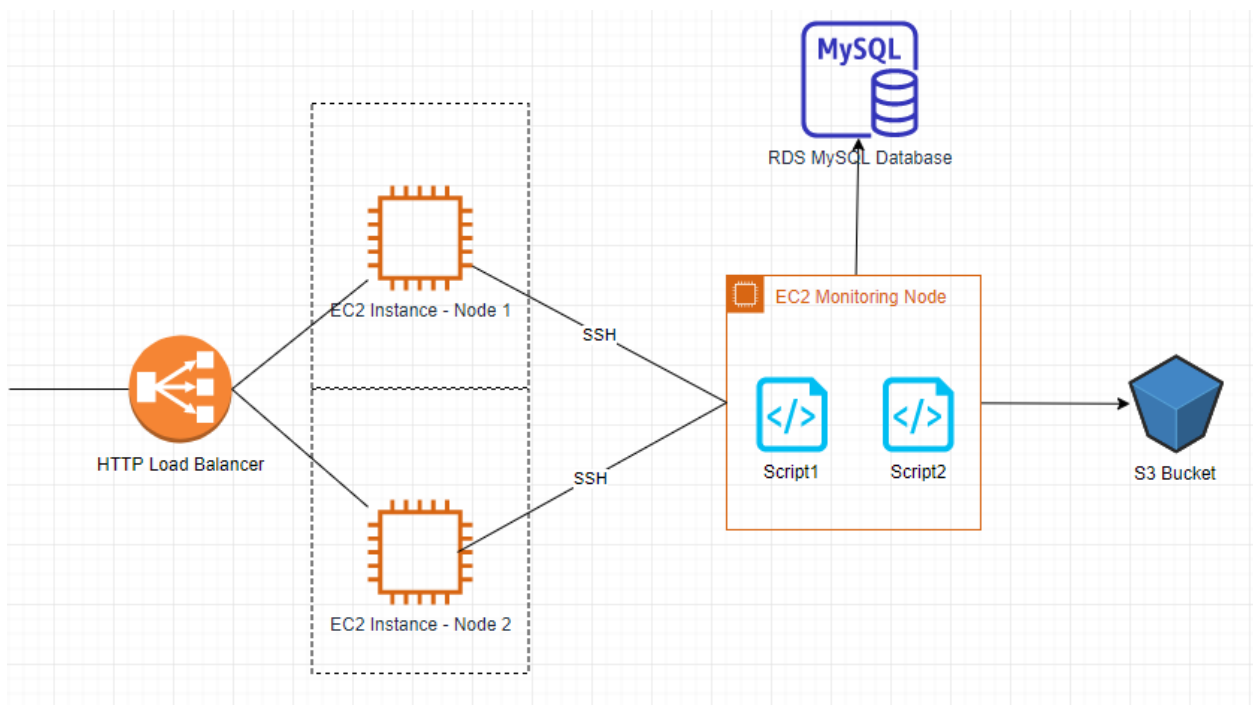 MySQL
RDS MySQL Database
EC2 Instance - Node 1
EC2 Monitoring Node
SSH
</>
</>
HTTP Load Balancer
Script1
Script2
S3 Bucket
SSH
EC2 Instance - Node 2